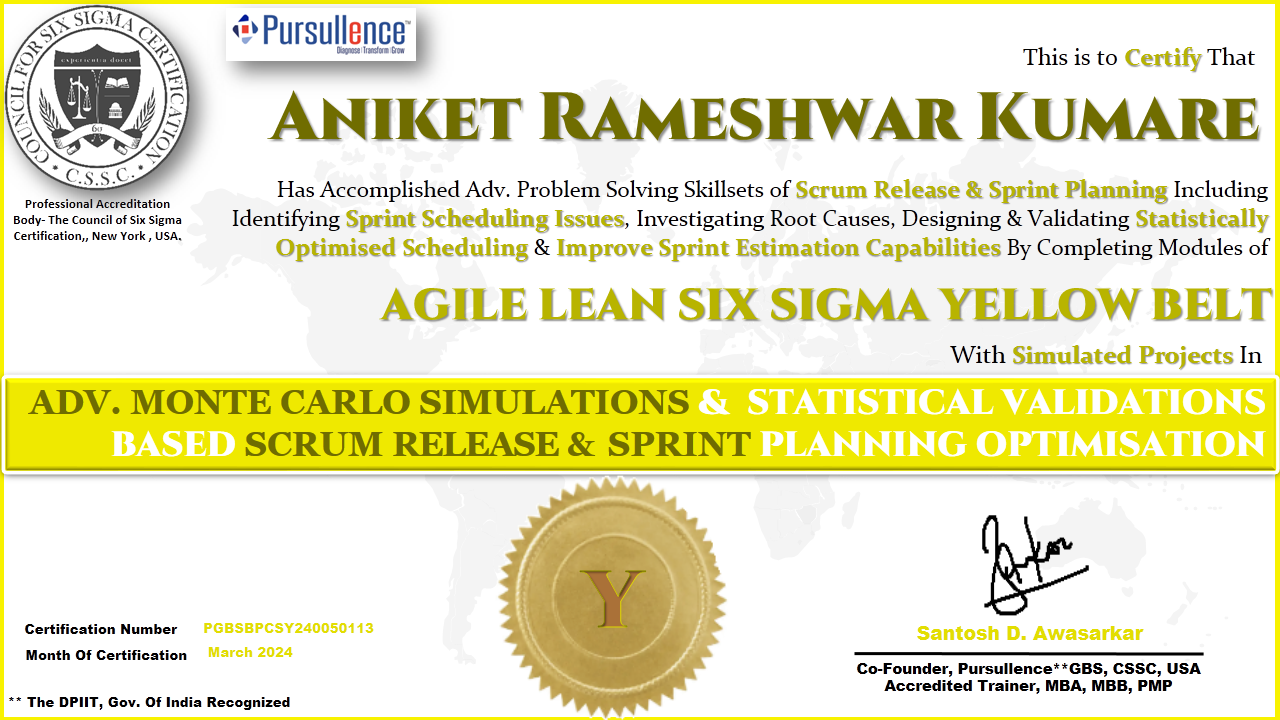 COUNCIL FOR SIX SIGMA CERTIFICATION
experientia docet
6σ
· C.S.S.C. ·
Professional Accreditation
Body- The Council of Six Sigma
Certification,, New York , USA.
Pursullence™
Diagnose|Transform|Grow
This is to Certify That
Aniket Rameshwar Kumare
Has Accomplished Adv. Problem Solving Skillsets of Scrum Release & Sprint Planning Including
Identifying Sprint Scheduling Issues, Investigating Root Causes, Designing & Validating Statistically
Optimised Scheduling & Improve Sprint Estimation Capabilities By Completing Modules of
AGILE LEAN SIX SIGMA YELLOW BELT
With Simulated Projects In
ADV. MONTE CARLO SIMULATIONS & STATISTICAL VALIDATIONS
BASED SCRUM RELEASE & SPRINT PLANNING OPTIMISATION
Y
Certification Number PGBSBPCSY240050113
Month Of Certification March 2024
** The DPIIT, Gov. Of India Recognized
Santosh D. Awasarkar
Co-Founder, Pursullence**GBS, CSSC, USA
Accredited Trainer, MBA, MBB, PMP